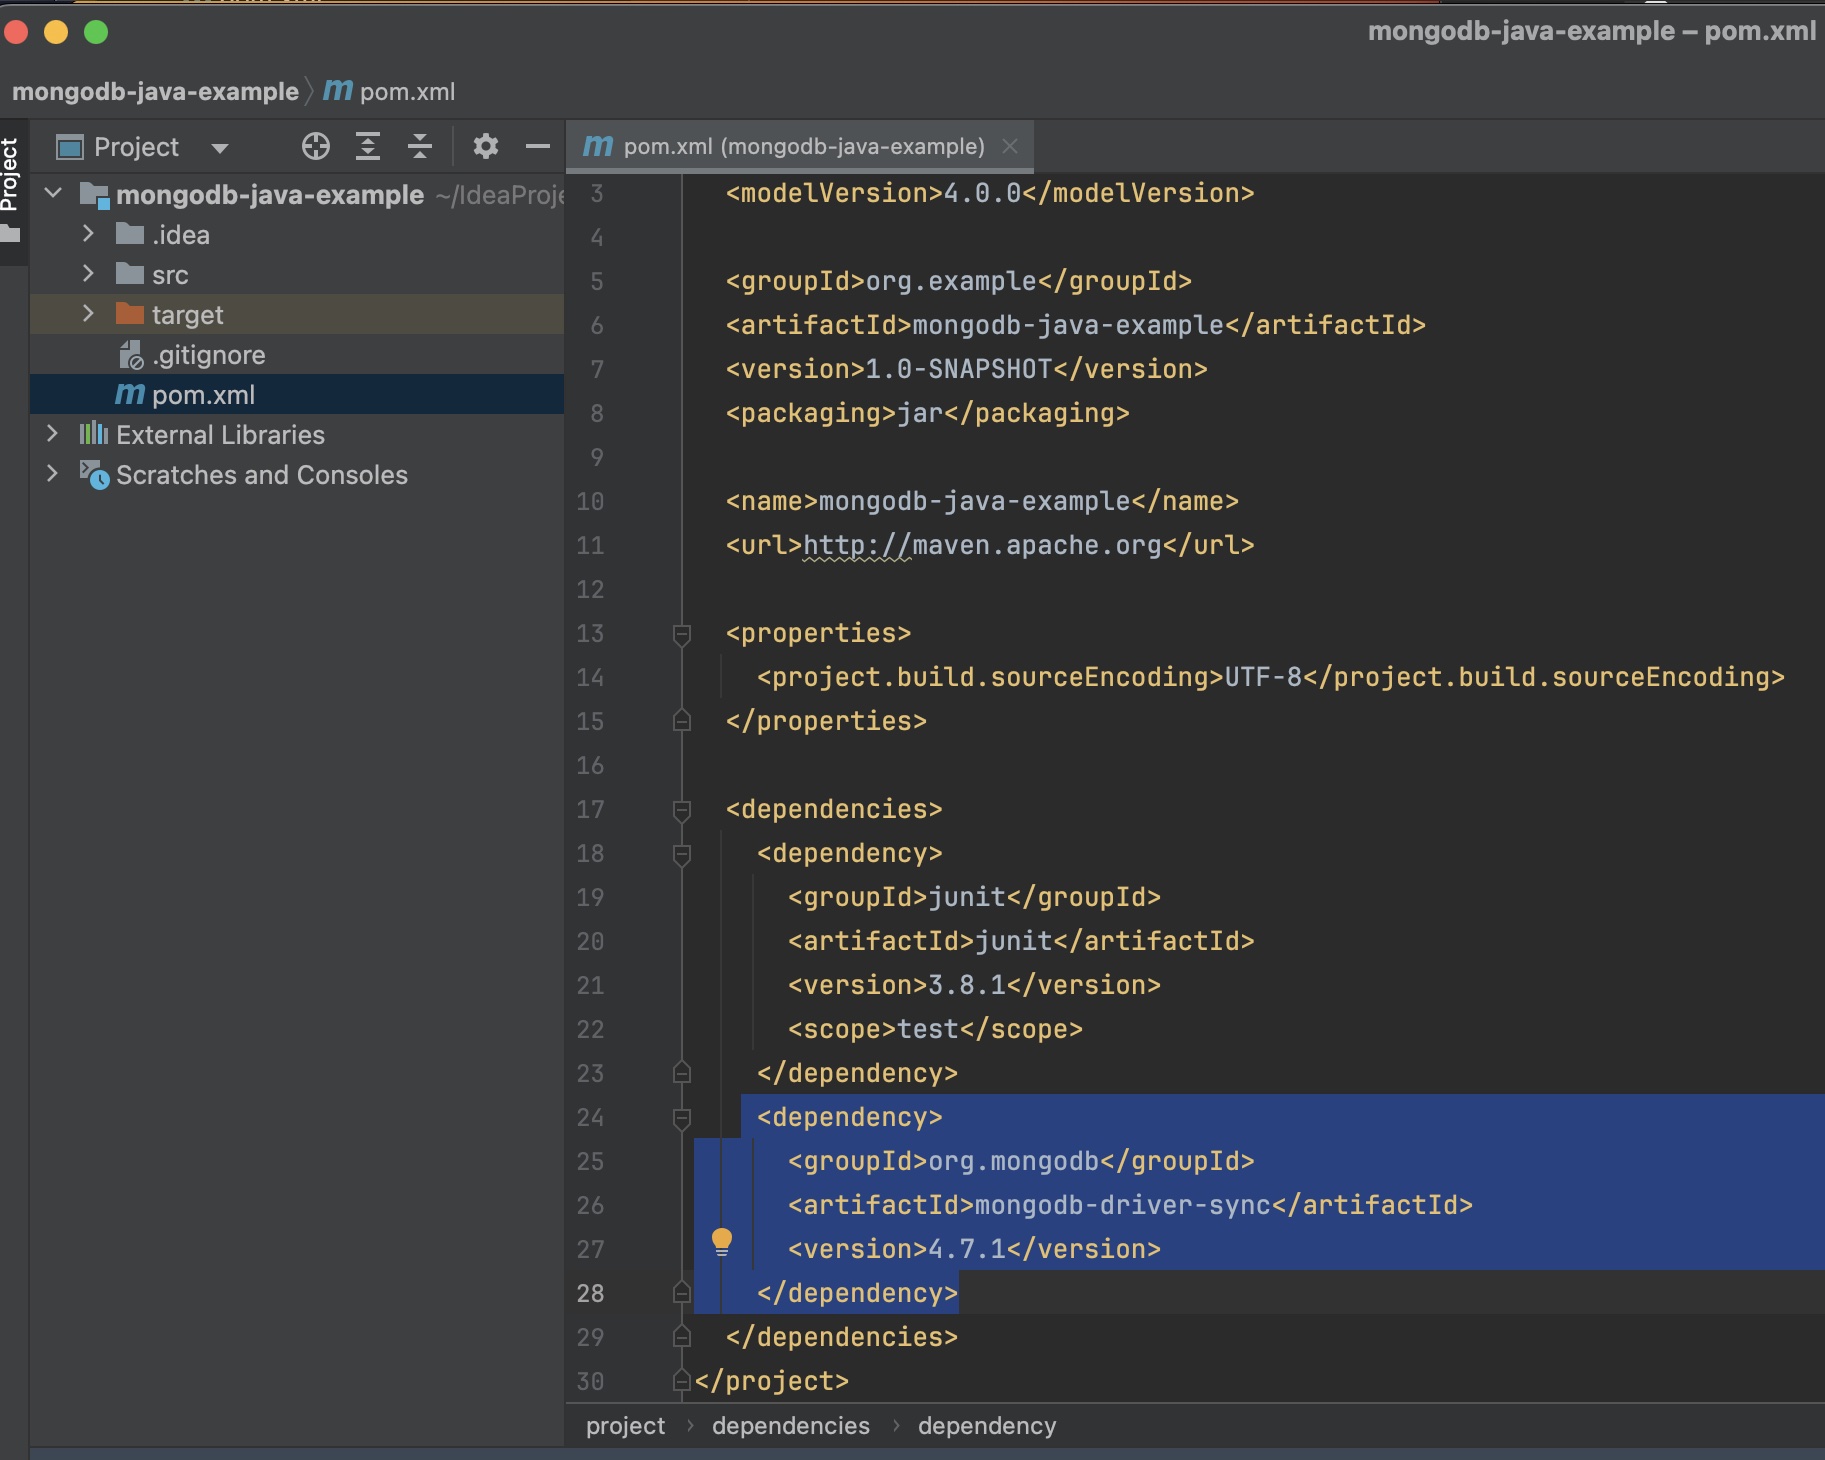 mongodb-java-example – pom.xml
mongodb-java-example m pom.xml
Project
Project
mongodb-java-example ~/IdeaProje
.idea
src
target
.gitignore
m pom.xml
External Libraries
Scratches and Consoles
m pom.xml (mongodb-java-example)
3 <modelVersion>4.0.0</modelVersion>
4
5 <groupId>org.example</groupId>
6 <artifactId>mongodb-java-example</artifactId>
7 <version>1.0-SNAPSHOT</version>
8 <packaging>jar</packaging>
9
10 <name>mongodb-java-example</name>
11 <url>http://maven.apache.org</url>
12
13 <properties>
14 <project.build.sourceEncoding>UTF-8</project.build.sourceEncoding>
15 </properties>
16
17 <dependencies>
18 <dependency>
19 <groupId>junit</groupId>
20 <artifactId>junit</artifactId>
21 <version>3.8.1</version>
22 <scope>test</scope>
23 </dependency>
24 <dependency>
25 <groupId>org.mongodb</groupId>
26 <artifactId>mongodb-driver-sync</artifactId>
27 <version>4.7.1</version>
28 </dependency>
29 </dependencies>
30 </project>
project › dependencies › dependency